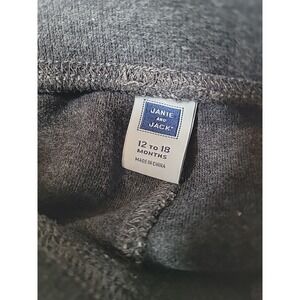 JANIE
AND
JACK®
12 TO 18
MONTHS
MADE IN CHINA